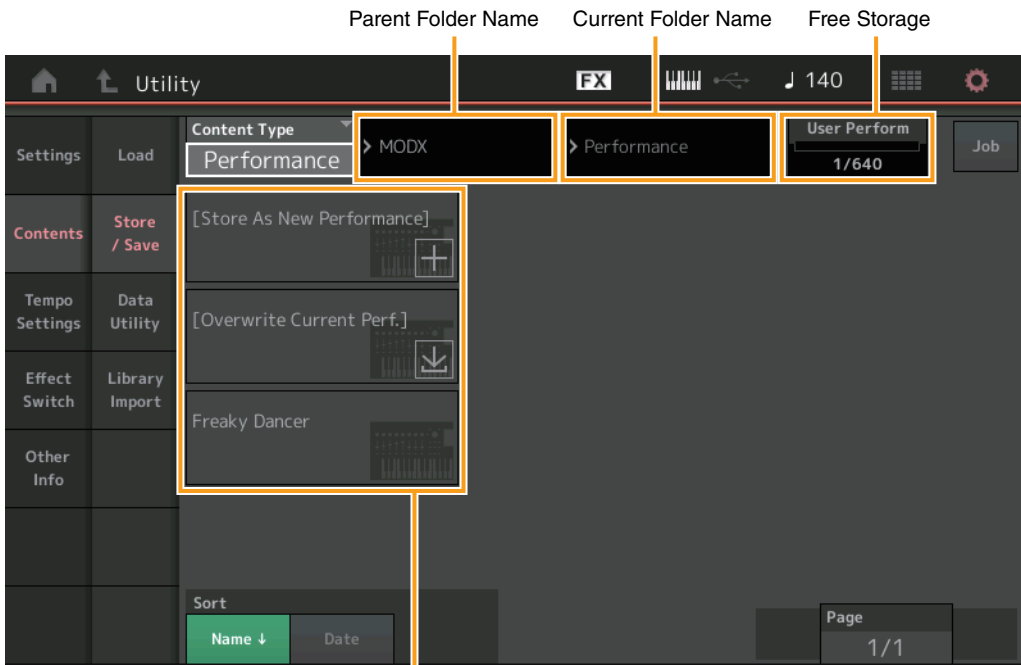 Parent Folder Name Current Folder Name Free Storage
Utility FX 140
Content Type
Performance
MODX
Performance
User Perform
1/640
Job
Settings
Load
Contents
Store
/ Save
Tempo
Settings
Data
Utility
Effect
Switch
Library
Import
Other
Info
[Store As New Performance]
[Overwrite Current Perf.]
Freaky Dancer
Sort
Name ↓
Date
Page
1/1